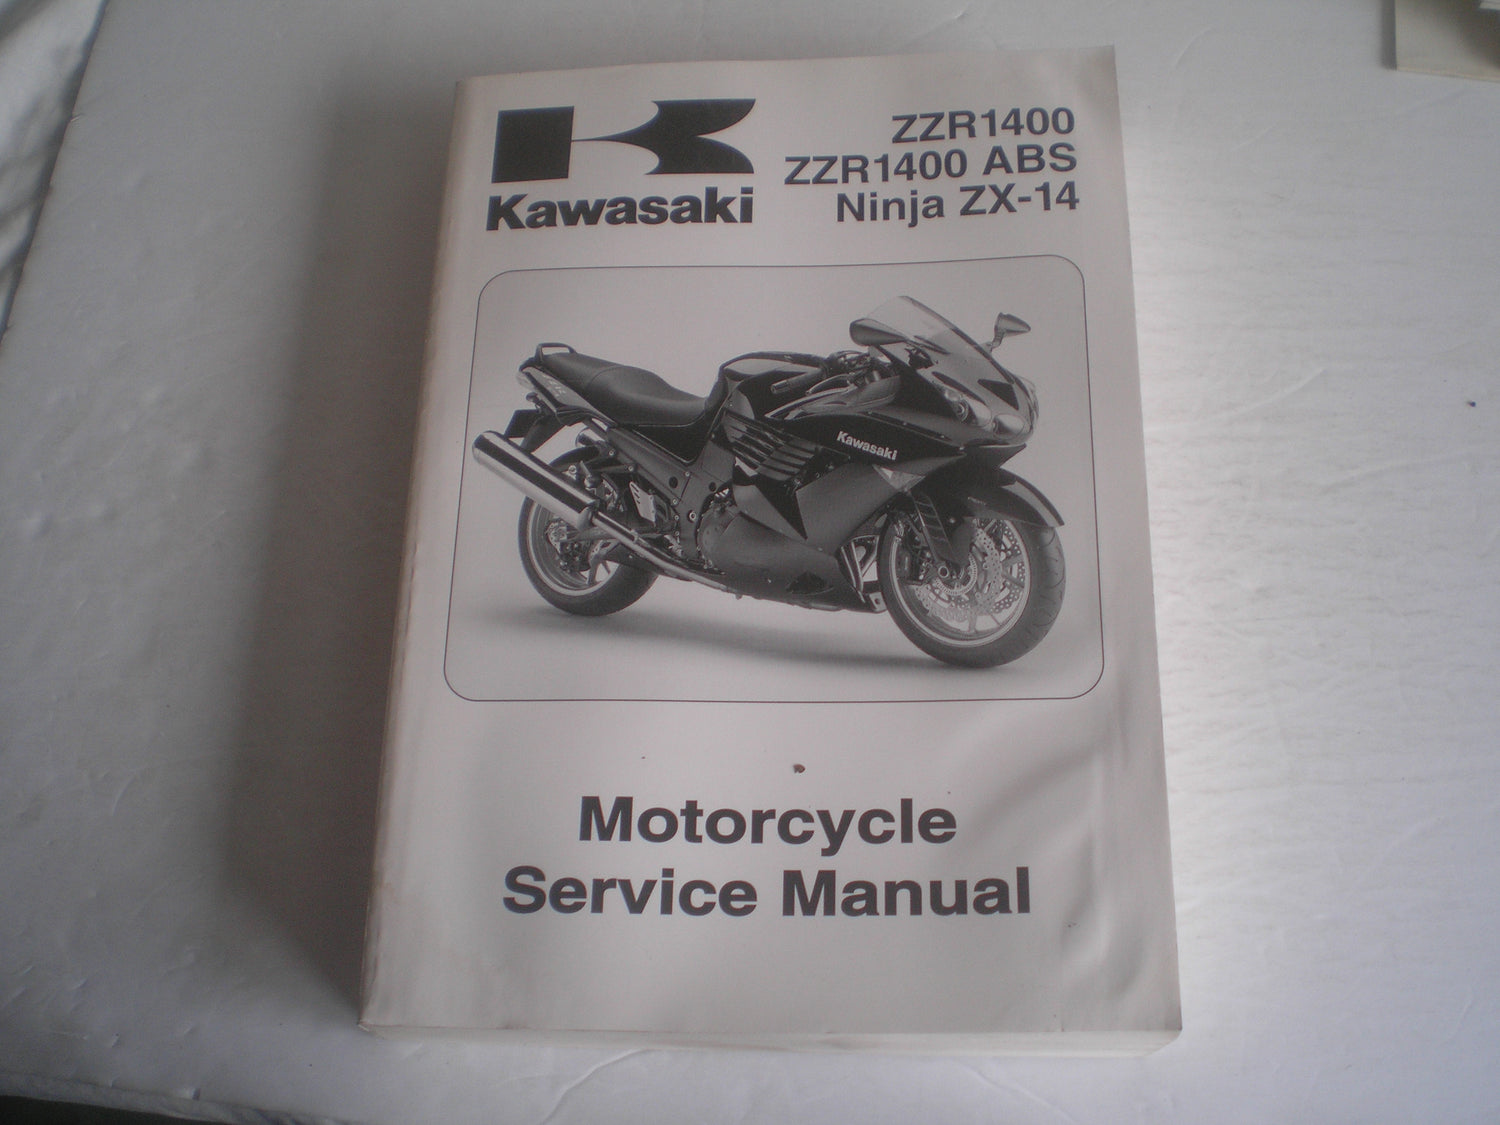 Kawasaki
ZZR1400
ZZR1400 ABS
Ninja ZX-14
Kawasaki
Motorcycle
Service Manual